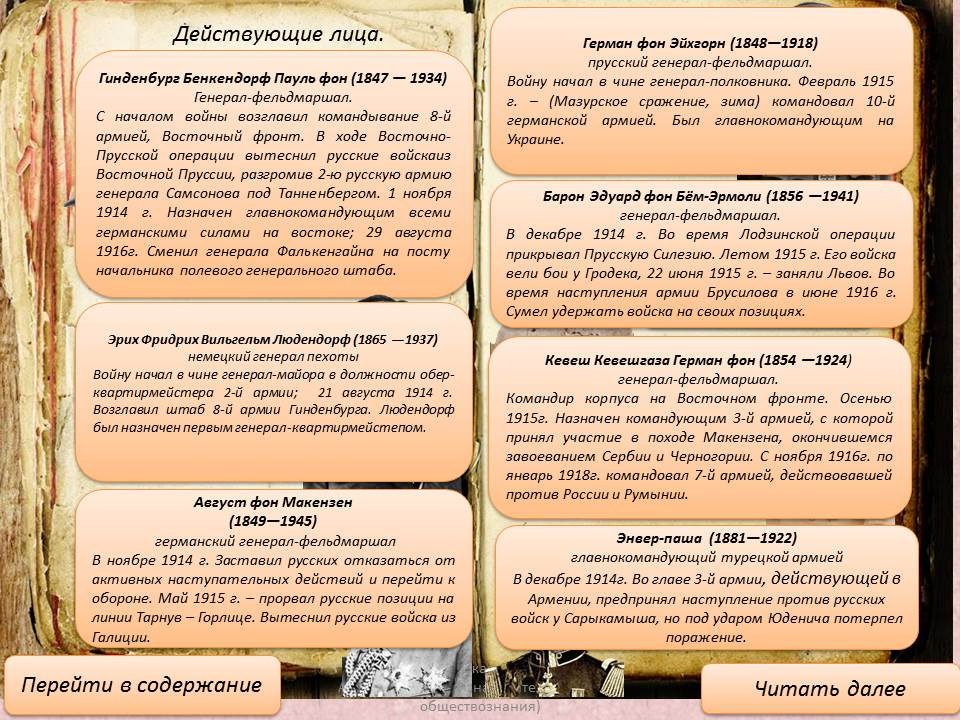 Действующие лица.
Гинденбург Бенкендорф Пауль фон (1847 — 1934)
Генерал-фельдмаршал.
С началом войны возглавил командывание 8-й
армией, Восточный фронт. В ходе Восточно-
Прусской операции вытеснил русские войскаиз
Восточной Пруссии, разгромив 2-ю русскую армию
генерала Самсонова под Танненбергом. 1 ноября
1914 г. Назначен главнокомандующим всеми
германскими силами на востоке; 29 августа
1916г. Сменил генерала Фалькенгайна на посту
начальника полевого генерального штаба.
Эрих Фридрих Вильгельм Людендорф (1865 —1937)
немецкий генерал пехоты
Войну начал в чине генерал-майора в должности обер-
квартирмейстера 2-й армии; 21 августа 1914 г.
Возглавил штаб 8-й армии Гинденбурга. Людендорф
был назначен первым генерал-квартирмейстепом.
Август фон Макензен
(1849—1945)
германский генерал-фельдмаршал
В ноябре 1914 г. Заставил русских отказаться от
активных наступательных действий и перейти к
обороне. Май 1915 г. – прорвал русские позиции на
линии Тарнув – Горлице. Вытеснил русские войска из
Галиции.
Герман фон Эйхгорн (1848—1918)
прусский генерал-фельдмаршал.
Войну начал в чине генерал-полковника. Февраль 1915
г. – (Мазурское сражение, зима) командовал 10-й
германской армией. Был главнокомандующим на
Украине.
Барон Эдуард фон Бём-Эрмоли (1856 —1941)
генерал-фельдмаршал.
В декабре 1914 г. Во время Лодзинской операции
прикрывал Прусскую Силезию. Летом 1915 г. Его войска
вели бои у Гродека, 22 июня 1915 г. – заняли Львов. Во
время наступления армии Брусилова в июне 1916 г.
Сумел удержать войска на своих позициях.
Кевеш Кевешгаза Герман фон (1854 —1924)
генерал-фельдмаршал.
Командир корпуса на Восточном фронте. Осенью
1915г. Назначен командующим 3-й армией, с которой
принял участие в походе Макензена, окончившемся
завоеванием Сербии и Черногории. С ноября 1916г. по
январь 1918г. командовал 7-й армией, действовавшей
против России и Румынии.
Энвер-паша (1881—1922)
главнокомандующий турецкой армией
В декабре 1914г. Во главе 3-й армии, действующей в
Армении, предпринял наступление против русских
войск у Сарыкамыша, но под ударом Юденича потерпел
поражение.
Перейти в содержание
обществознания)
Читать далее